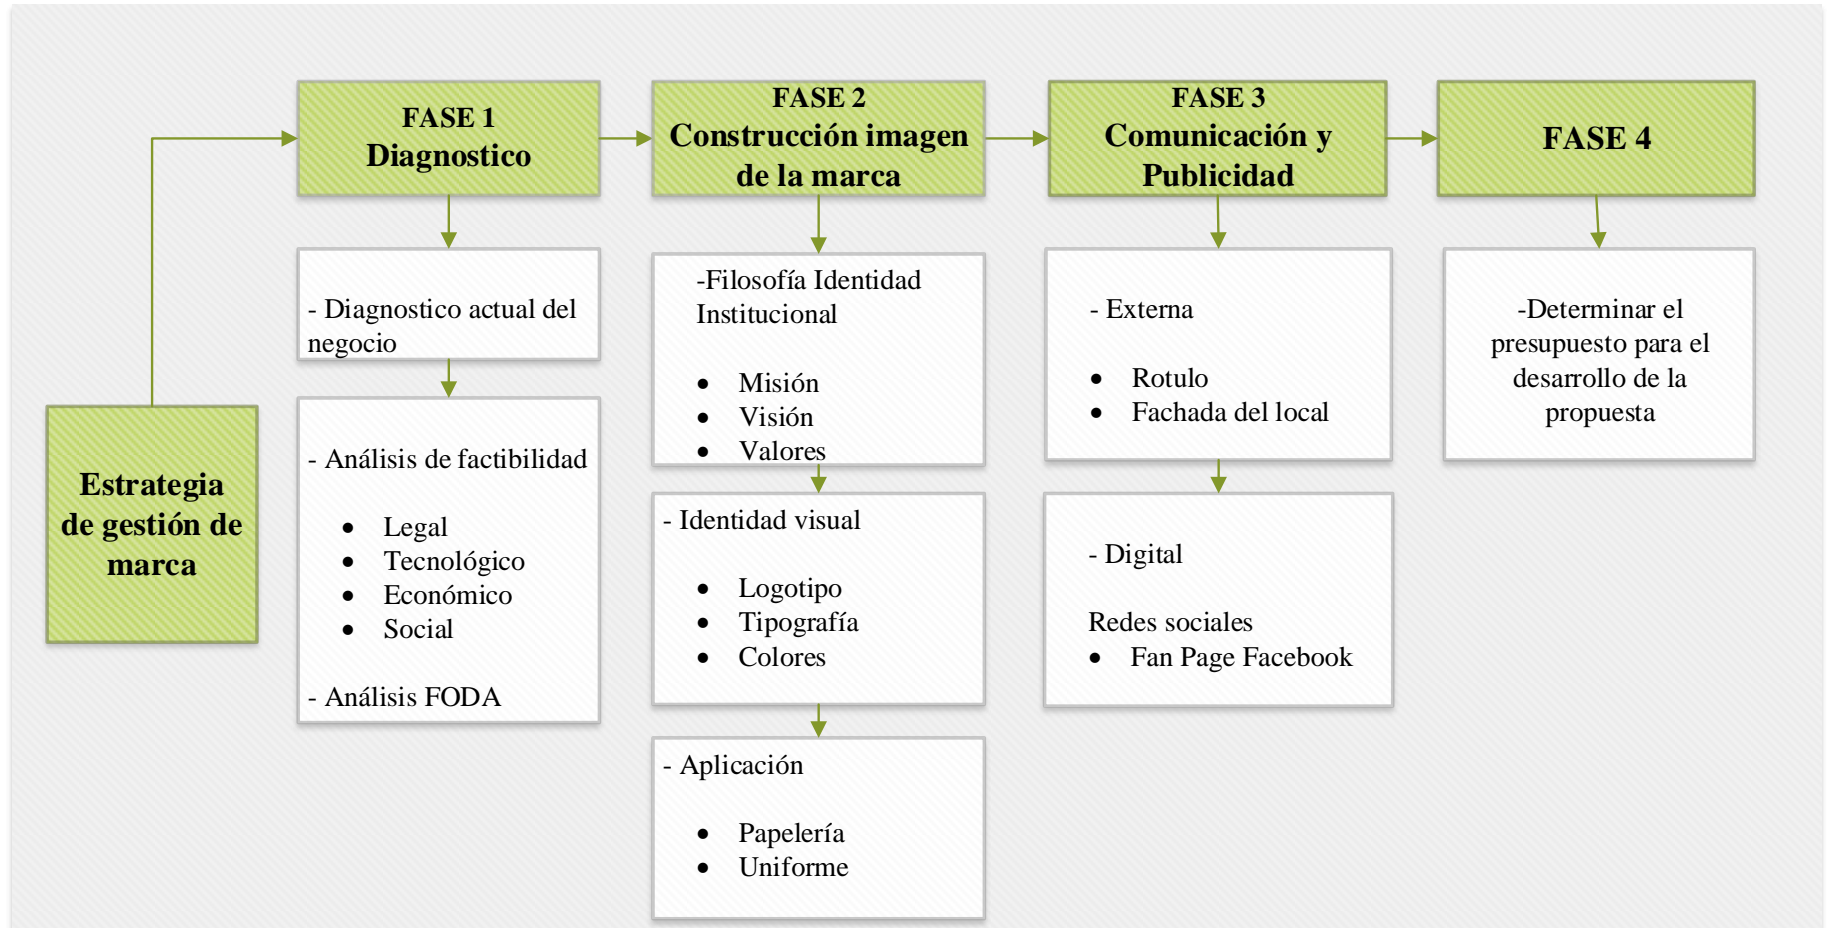 Estrategia
de gestión de
marca
FASE 1
Diagnostico
- Diagnostico actual del
negocio
- Análisis de factibilidad
• Legal
• Tecnológico
• Económico
• Social
- Análisis FODA
FASE 2
Construcción imagen
de la marca
-Filosofía Identidad
Institucional
• Misión
• Visión
• Valores
- Identidad visual
• Logotipo
• Tipografía
• Colores
- Aplicación
• Papelería
• Uniforme
FASE 3
Comunicación y
Publicidad
- Externa
• Rotulo
• Fachada del local
- Digital
Redes sociales
• Fan Page Facebook
FASE 4
-Determinar el
presupuesto para el
desarrollo de la
propuesta